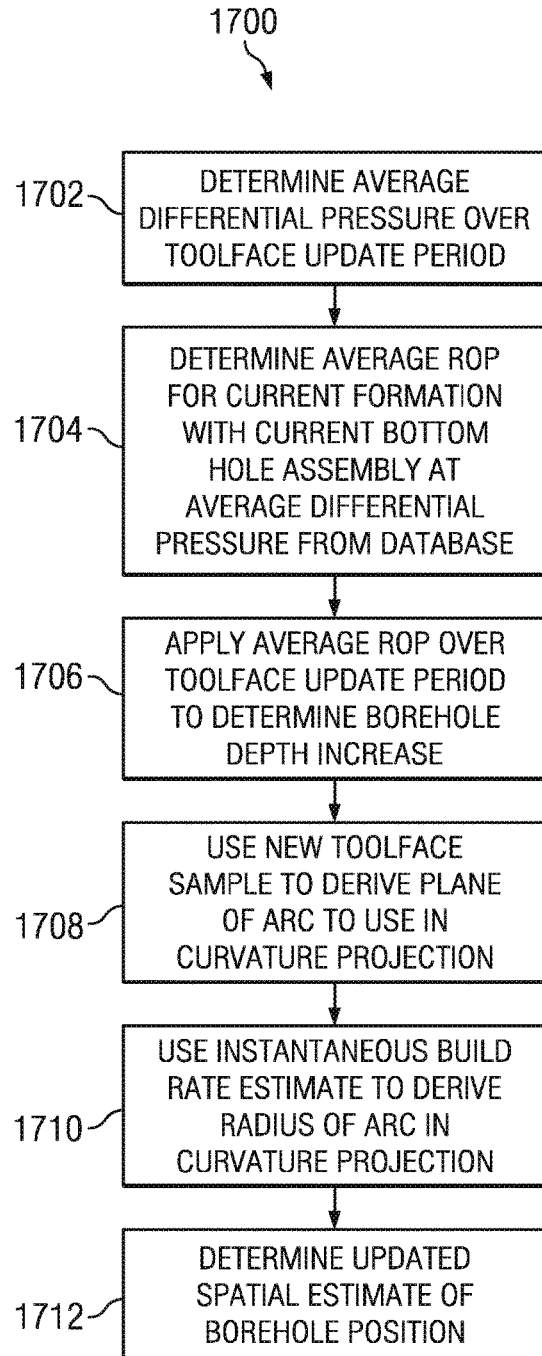 1700
1702
DETERMINE AVERAGE
DIFFERENTIAL PRESSURE OVER
TOOLFACE UPDATE PERIOD
1704
DETERMINE AVERAGE ROP
FOR CURRENT FORMATION
WITH CURRENT BOTTOM
HOLE ASSEMBLY AT
AVERAGE DIFFERENTIAL
PRESSURE FROM DATABASE
1706
APPLY AVERAGE ROP OVER
TOOLFACE UPDATE PERIOD
TO DETERMINE BOREHOLE
DEPTH INCREASE
1708
USE NEW TOOLFACE
SAMPLE TO DERIVE PLANE
OF ARC TO USE IN
CURVATURE PROJECTION
1710
USE INSTANTANEOUS BUILD
RATE ESTIMATE TO DERIVE
RADIUS OF ARC IN
CURVATURE PROJECTION
1712
DETERMINE UPDATED
SPATIAL ESTIMATE OF
BOREHOLE POSITION